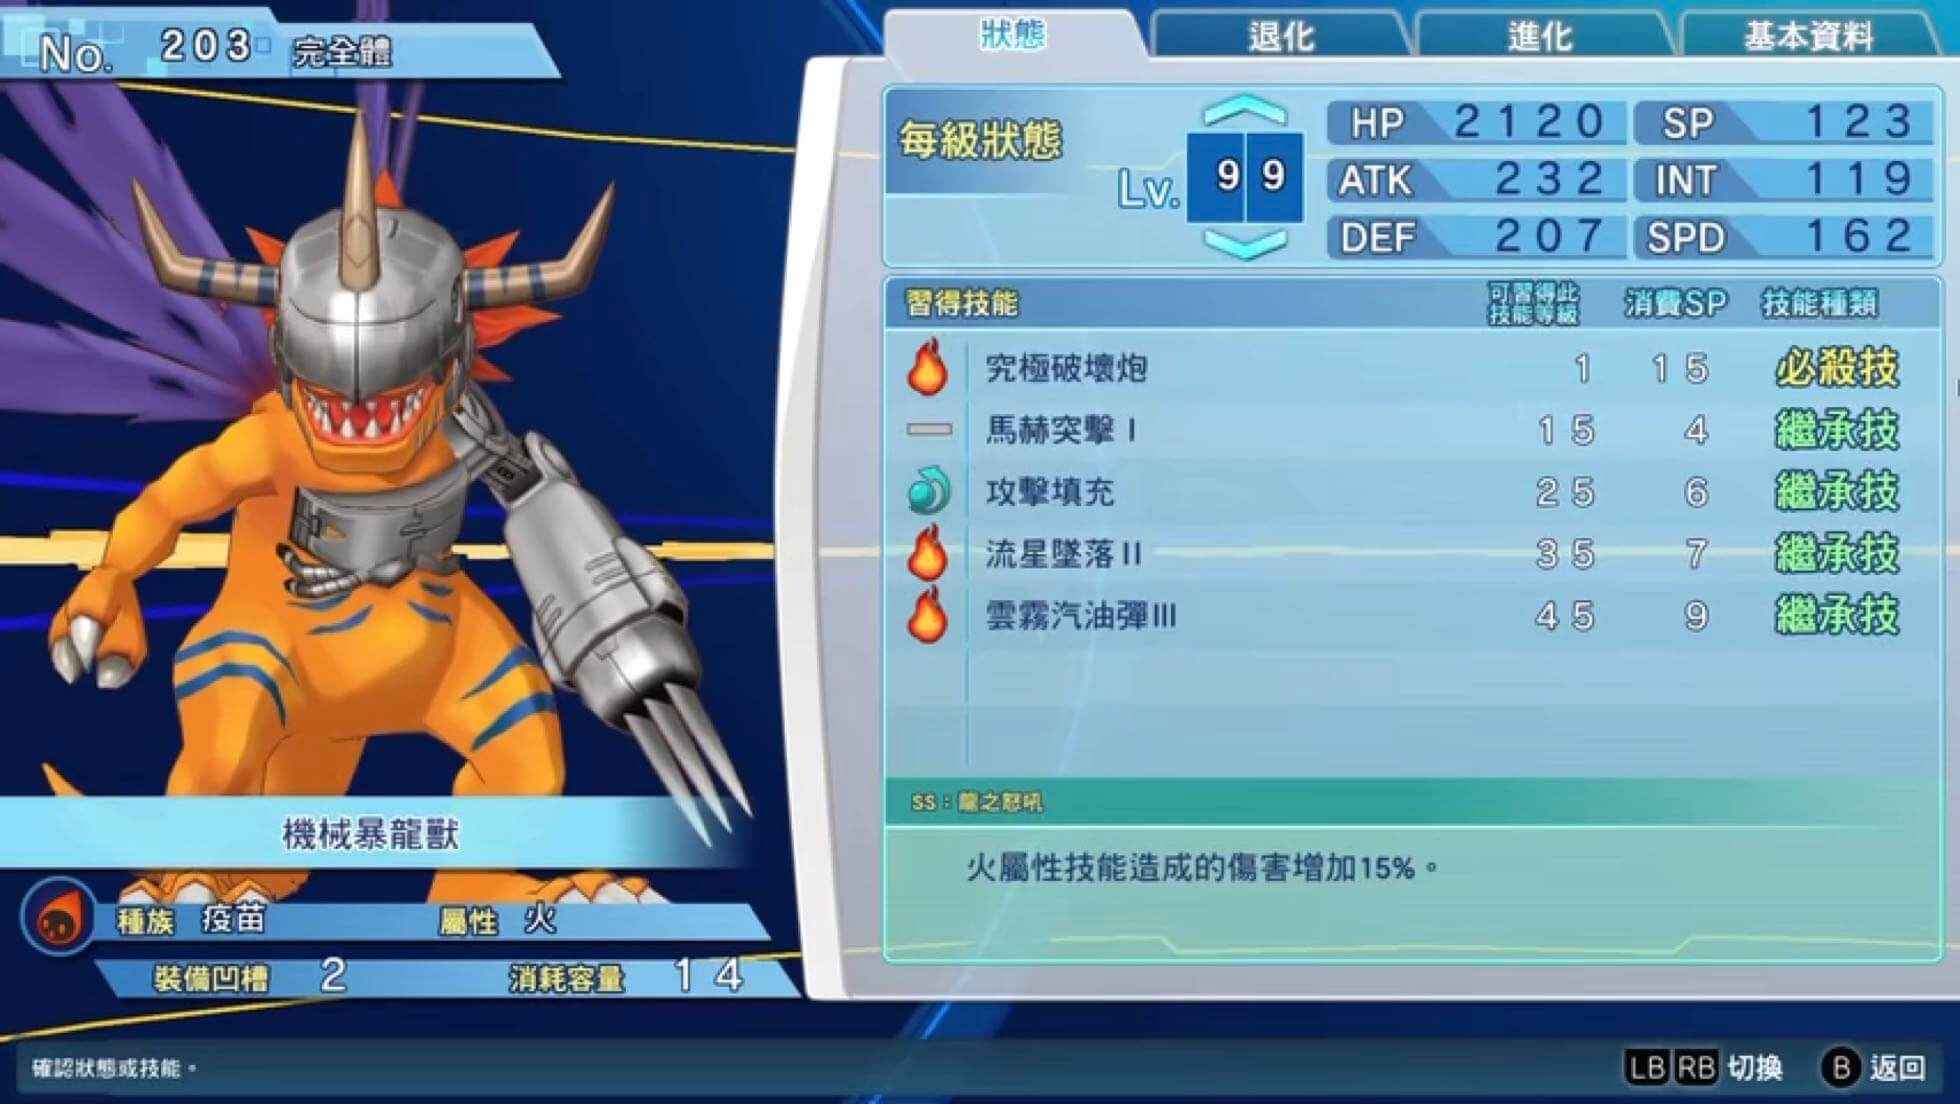 No. 203 完全體
狀態 退化 進化 基本資料
每級狀態
Lv. 99
HP 2120 SP 123
ATK 232 INT 119
DEF 207 SPD 162
習得技能 可習得此技能等級 消費SP 技能種類
究極破壞炮 1 15 必殺技
馬赫突擊 I 15 4 繼承技
攻擊填充 25 6 繼承技
流星墜落 II 35 7 繼承技
雲霧汽油彈III 45 9 繼承技
SS：龍之怒吼
火屬性技能造成的傷害增加15%。
機械暴龍獸
種族 疫苗 屬性 火
裝備凹槽 2 消耗容量 14
確認狀態或技能。
LB RB 切換 B 返回